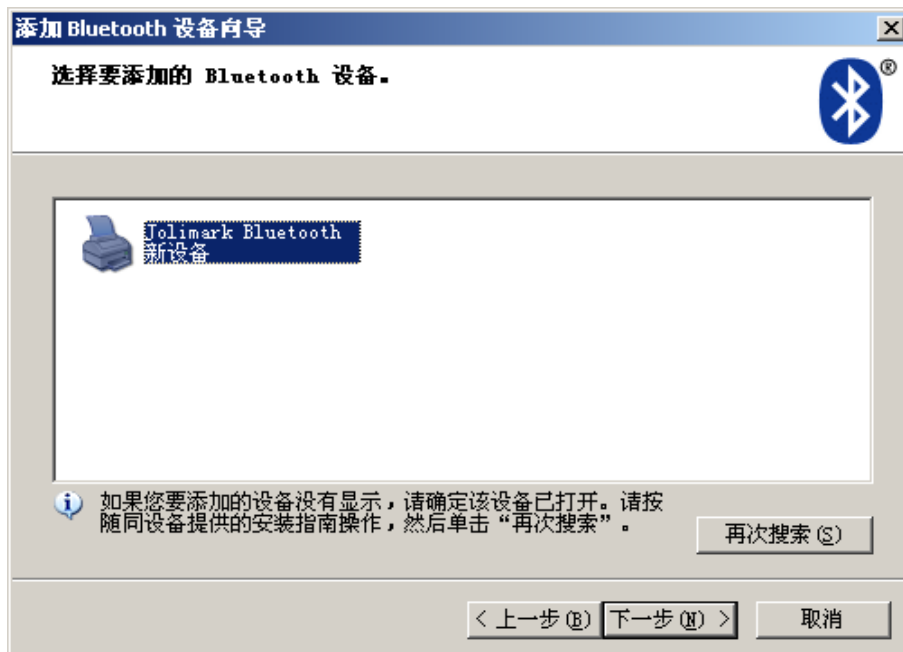 添加 Bluetooth 设备向导
选择要添加的 Bluetooth 设备。
®
Jolimark Bluetooth
新设备
如果您要添加的设备没有显示，请确定该设备已打开。请按
随同设备提供的安装指南操作，然后单击“再次搜索”。
再次搜索(S)
< 上一步(B)
下一步(N) >
取消